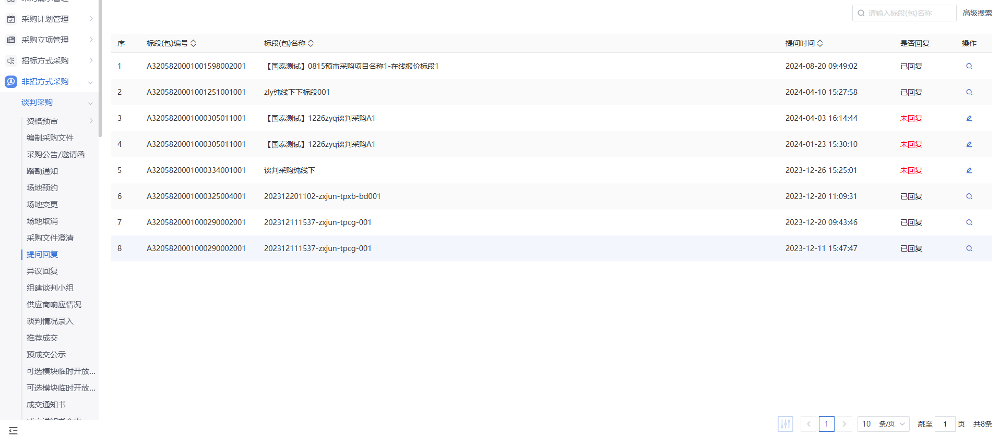 采购计划管理
采购立项管理
招标方式采购
非招方式采购
谈判采购
资格预审
编制采购文件
采购公告/邀请函
踏勘通知
场地预约
场地变更
场地取消
采购文件澄清
提问回复
异议回复
组建谈判小组
供应商响应情况
谈判情况录入
推荐成交
预成交公示
可选模块临时开放...
可选模块临时开放...
成交通知书
请输入标段(包)名称 高级搜索
序 标段(包)编号 标段(包)名称 提问时间 是否回复 操作
1 A3205820001001598002001 【国泰测试】0815预审采购项目名称1-在线报价标段1 2024-08-20 09:49:02 已回复
2 A3205820001001251001001 zly纯线下下标段001 2024-04-10 15:27:58 已回复
3 A3205820001000305011001 【国泰测试】1226zyq谈判采购A1 2024-04-03 16:14:44 未回复
4 A3205820001000305011001 【国泰测试】1226zyq谈判采购A1 2024-01-23 15:30:10 未回复
5 A3205820001000334001001 谈判采购纯线下 2023-12-26 15:25:01 未回复
6 A3205820001000325004001 202312201102-zxjun-tpxb-bd001 2023-12-20 11:09:31 已回复
7 A3205820001000290002001 202312111537-zxjun-tpcg-001 2023-12-20 09:43:46 已回复
8 A3205820001000290002001 202312111537-zxjun-tpcg-001 2023-12-11 15:47:47 已回复
1 10 条/页 跳至 1 页 共8条